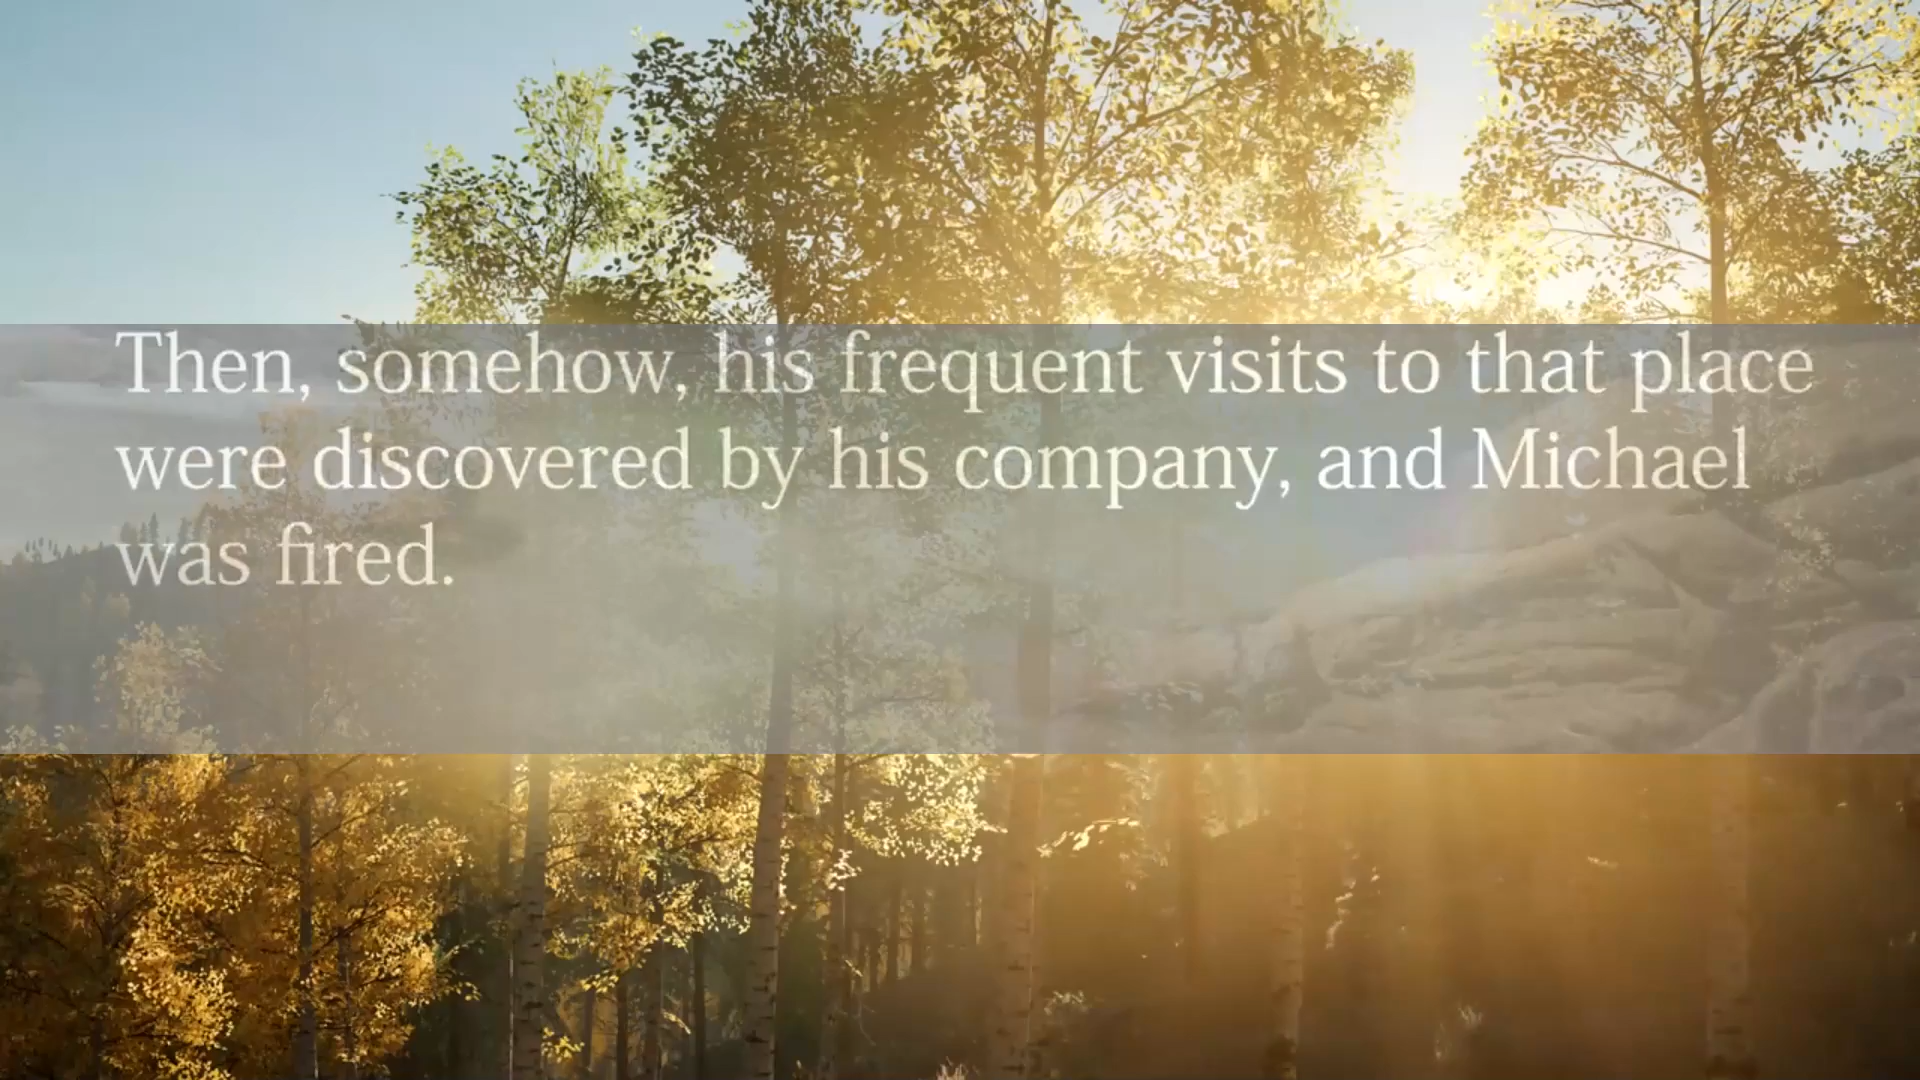 Then, somehow, his frequent visits to that place
were discovered by his company, and Michael
was fired.